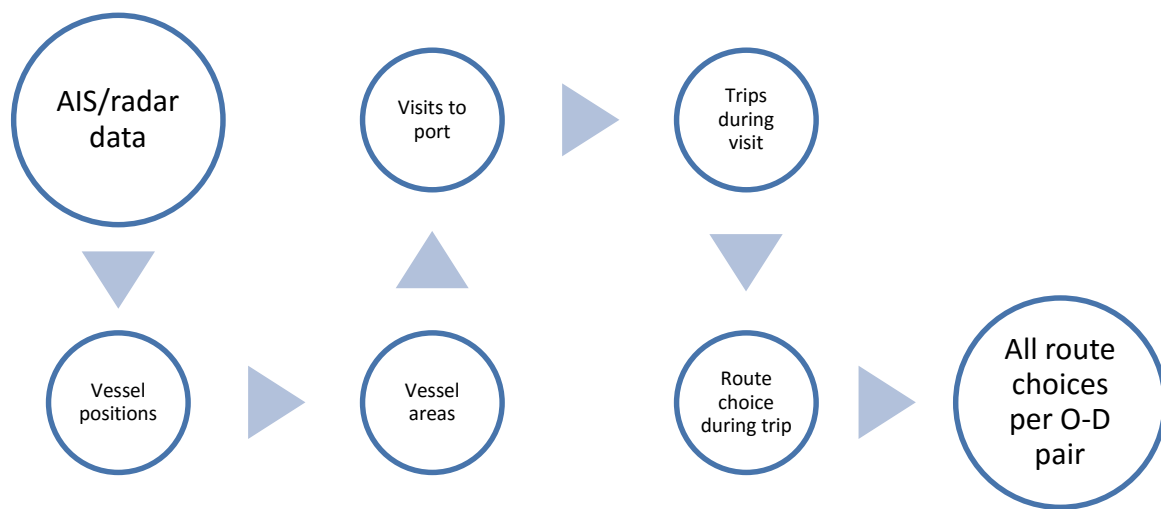 AIS/radar
data
Vessel
positions
Vessel
areas
Visits to
port
Trips
during
visit
Route
choice
during trip
All route
choices
per O-D
pair